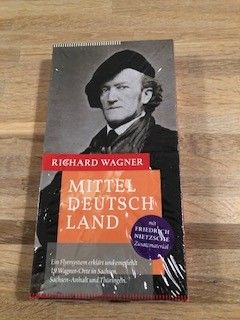 RICHARD WAGNER
MITTEL
DEUTSCH
LAND
mit
FRIEDRICH
NIETZSCHE
Zusatzmaterial
Ein Flyersystem erklärt und empfiehlt
19 Wagner-Orte in Sachsen,
Sachsen-Anhalt und Thüringen.